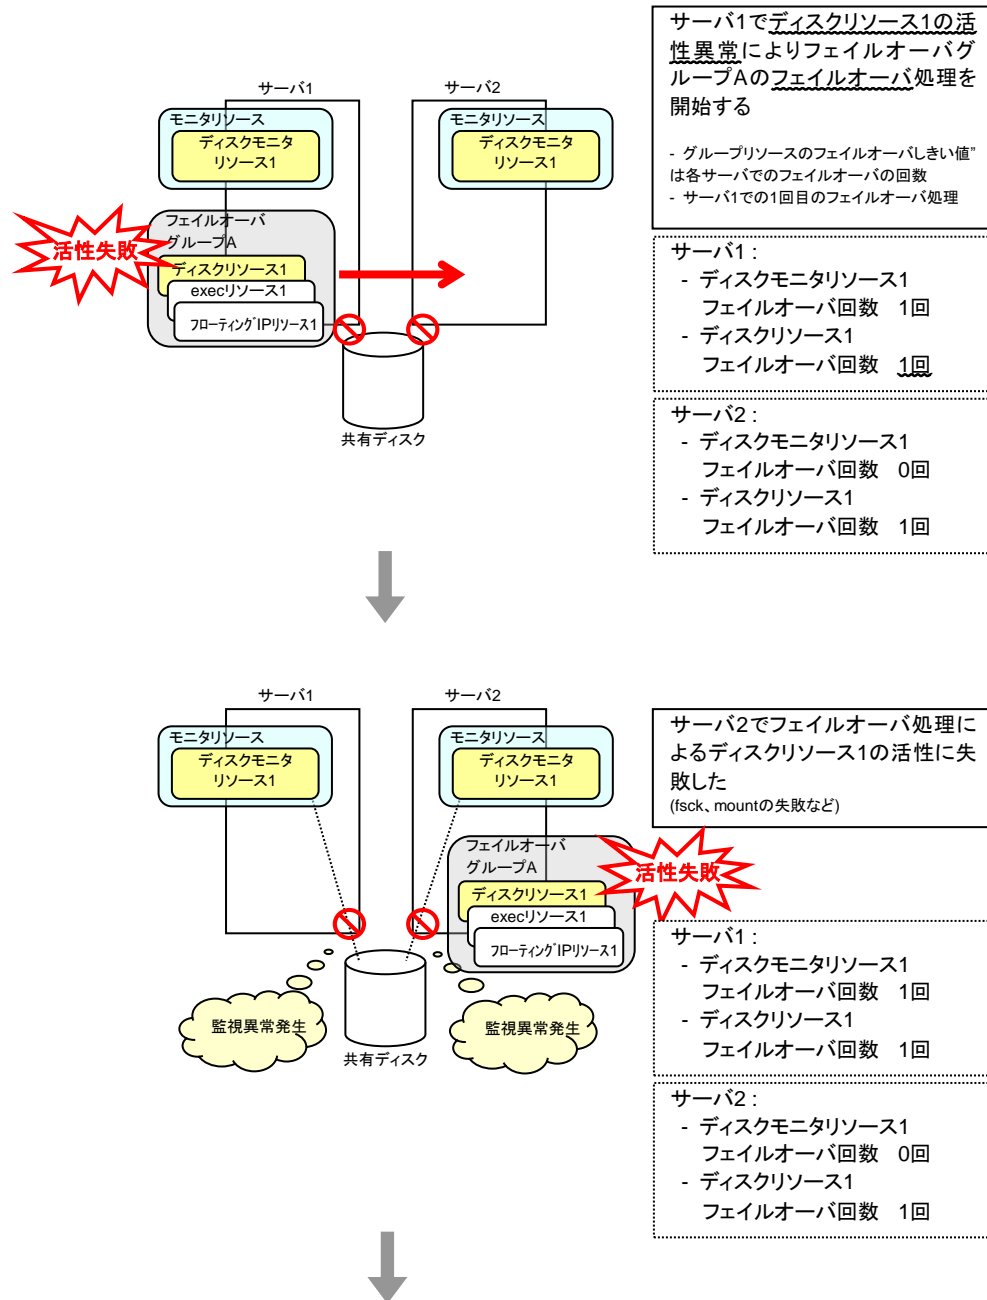 サーバ1
サーバ2
モニタリソース
ディスクモニタ
リソース1
モニタリソース
ディスクモニタ
リソース1
フェイルオーバ
グループA
活性失敗
ディスクリソース1
execリソース1
フローティングIPリソース1
共有ディスク
サーバ1でディスクリソース1の活
性異常によりフェイルオーバグ
ループAのフェイルオーバ処理を
開始する
- グループリソースのフェイルオーバしきい値”
は各サーバでのフェイルオーバの回数
- サーバ1での1回目のフェイルオーバ処理
サーバ1 :
- ディスクモニタリソース1
フェイルオーバ回数 1回
- ディスクリソース1
フェイルオーバ回数 1回
サーバ2 :
- ディスクモニタリソース1
フェイルオーバ回数 0回
- ディスクリソース1
フェイルオーバ回数 1回
サーバ1
サーバ2
モニタリソース
ディスクモニタ
リソース1
モニタリソース
ディスクモニタ
リソース1
フェイルオーバ
グループA
活性失敗
ディスクリソース1
execリソース1
フローティングIPリソース1
監視異常発生
監視異常発生
共有ディスク
サーバ2でフェイルオーバ処理に
よるディスクリソース1の活性に失
敗した
(fsck、mountの失敗など)
サーバ1 :
- ディスクモニタリソース1
フェイルオーバ回数 1回
- ディスクリソース1
フェイルオーバ回数 1回
サーバ2 :
- ディスクモニタリソース1
フェイルオーバ回数 0回
- ディスクリソース1
フェイルオーバ回数 1回